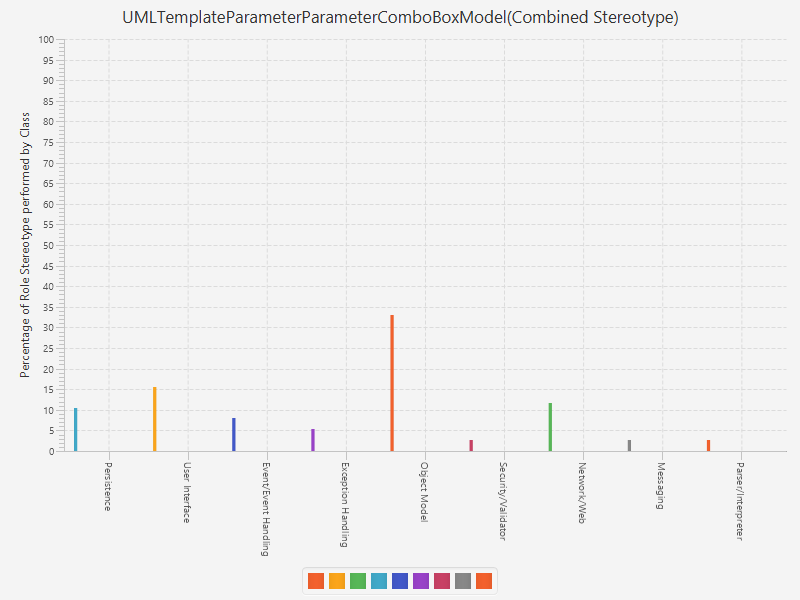 UMLTemplateParameterParameterComboBoxModel(Combined Stereotype)
Percentage of Role Stereotype performed by Class
100
95
90
85
80
75
70
65
60
55
50
45
40
35
30
25
20
15
10
5
0
Persistence
User Interface
Event/Event Handling
Exception Handling
Object Model
Security/Validator
Network/Web
Messaging
Parser/Interpreter